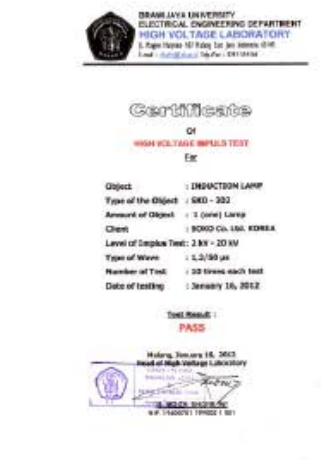 BRAWIJAYA UNIVERSITY
ELECTRICAL ENGINEERING DEPARTMENT
HIGH VOLTAGE LABORATORY
Certificate
Of
HIGH VOLTAGE IMPULS TEST
For
Object : INDUCTION LAMP
Type of the Object : SKO - 202
Amount of Object : 1 (one) Lamp
Client : SOKO Co. Ltd. KOREA
Level of Implus Test: 2 kV - 20 kV
Type of Wave : 1,2/50 µs
Number of Test : 10 times each test
Date of testing : January 16, 2012
Test Result :
PASS
Malang, January 16, 2012
Head of High Voltage Laboratory